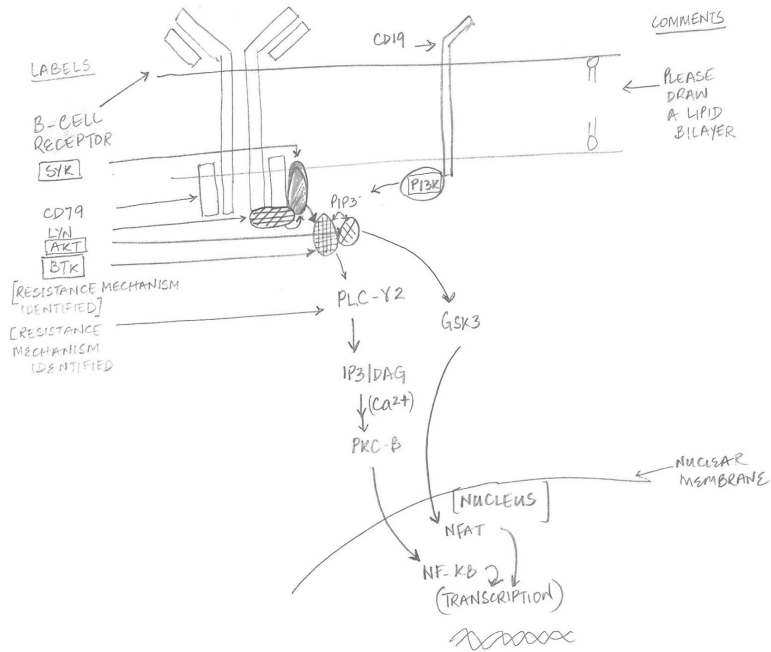 LABELS
B-CELL
RECEPTOR
SYK
CD79
LYN
AKT
BTK
[RESISTANCE MECHANISM
IDENTIFIED]
[RESISTANCE
MECHANISM
IDENTIFIED
CD19
PI3K
PIP3
PLC-γ2
IP3/DAG
(Ca2+)
PKC-B
GSK3
[NUCLEUS]
NFAT
NF-KB
(TRANSCRIPTION)
COMMENTS
PLEASE
DRAW
A LIPID
BILAYER
NUCLEAR
MEMBRANE